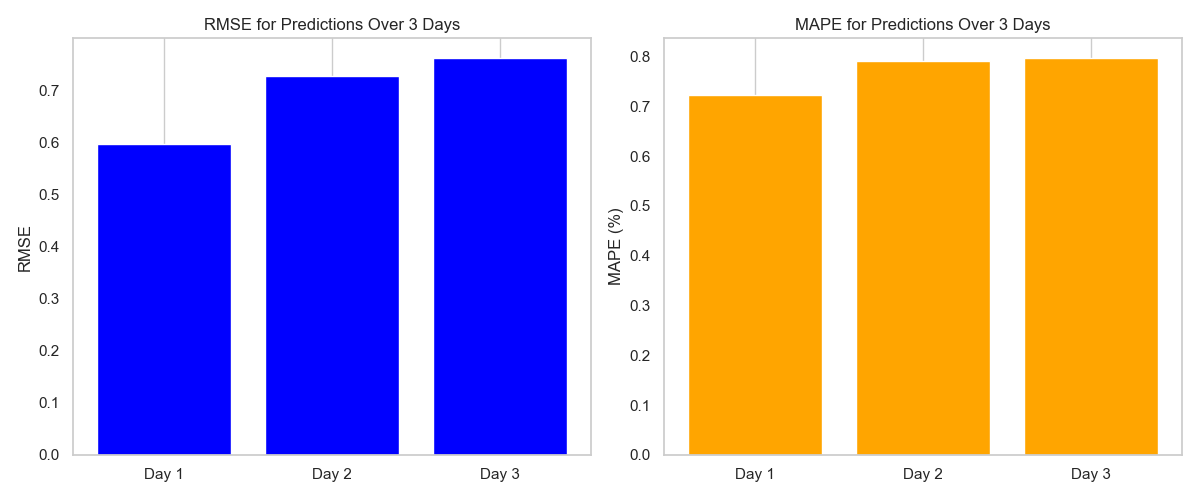 RMSE for Predictions Over 3 Days
RMSE
0.7
0.6
0.5
0.4
0.3
0.2
0.1
0.0
Day 1 Day 2 Day 3
MAPE for Predictions Over 3 Days
MAPE (%)
0.8
0.7
0.6
0.5
0.4
0.3
0.2
0.1
0.0
Day 1 Day 2 Day 3